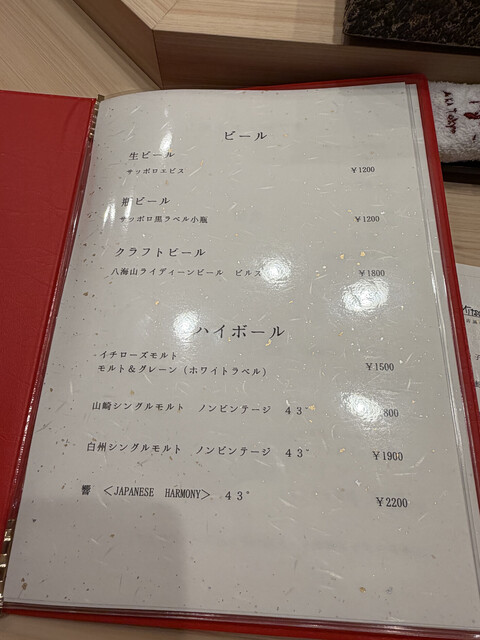 ビール
生ビール
サッポロエビス ¥1200
瓶ビール
サッポロ黒ラベル小瓶 ¥1200
クラフトビール
八海山ライディーンビール ピルス ¥1800
ハイボール
イチローズモルト
モルト&グレーン（ホワイトラベル） ¥1500
山崎シングルモルト ノンビンテージ 43° 800
白州シングルモルト ノンビンテージ 43° ¥1900
響 <JAPANESE HARMONY> 43° ¥2200